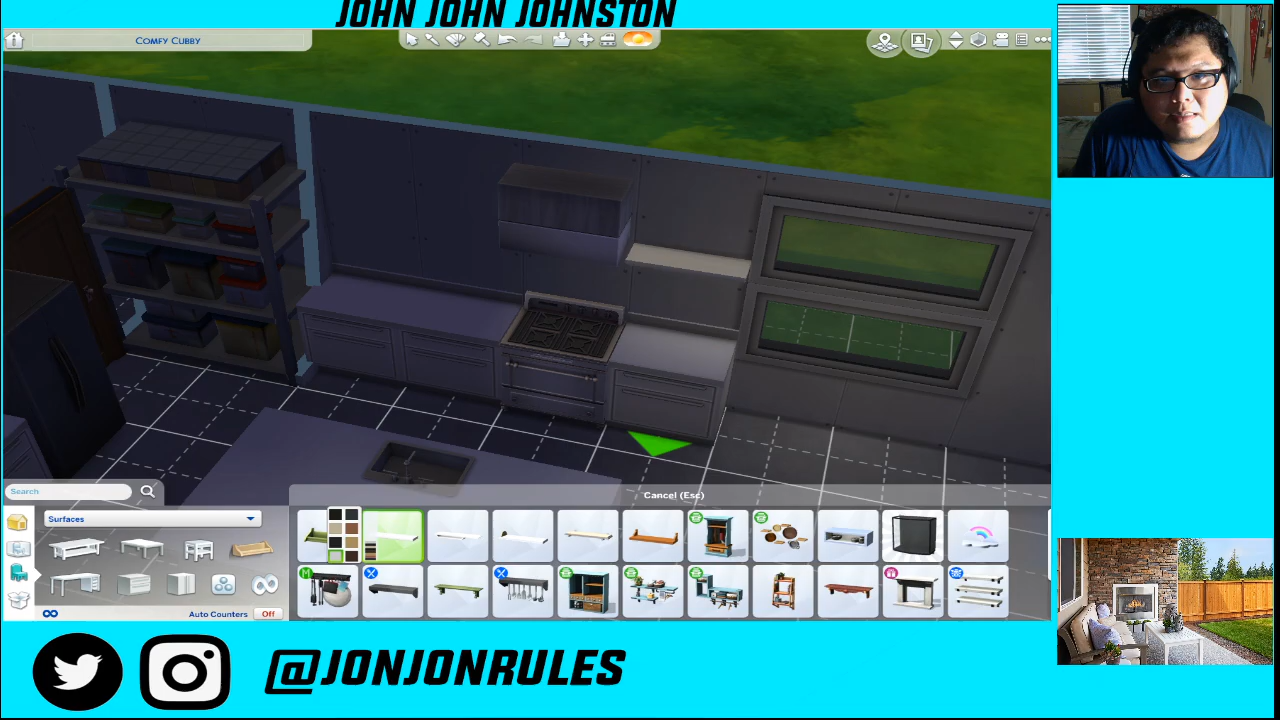 JOHN JOHN JOHNSTON
COMFY CUBBY
Cancel (Esc)
Search
Surfaces
Auto Counters Off
@JONJONRULES